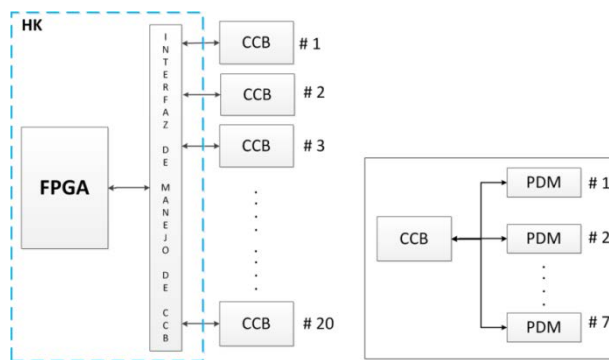 HK
FPGA
INTERFAZ DE MANEJO DE CCB
CCB # 1
CCB # 2
CCB #3
CCB # 20
CCB
PDM # 1
PDM # 2
PDM # 7